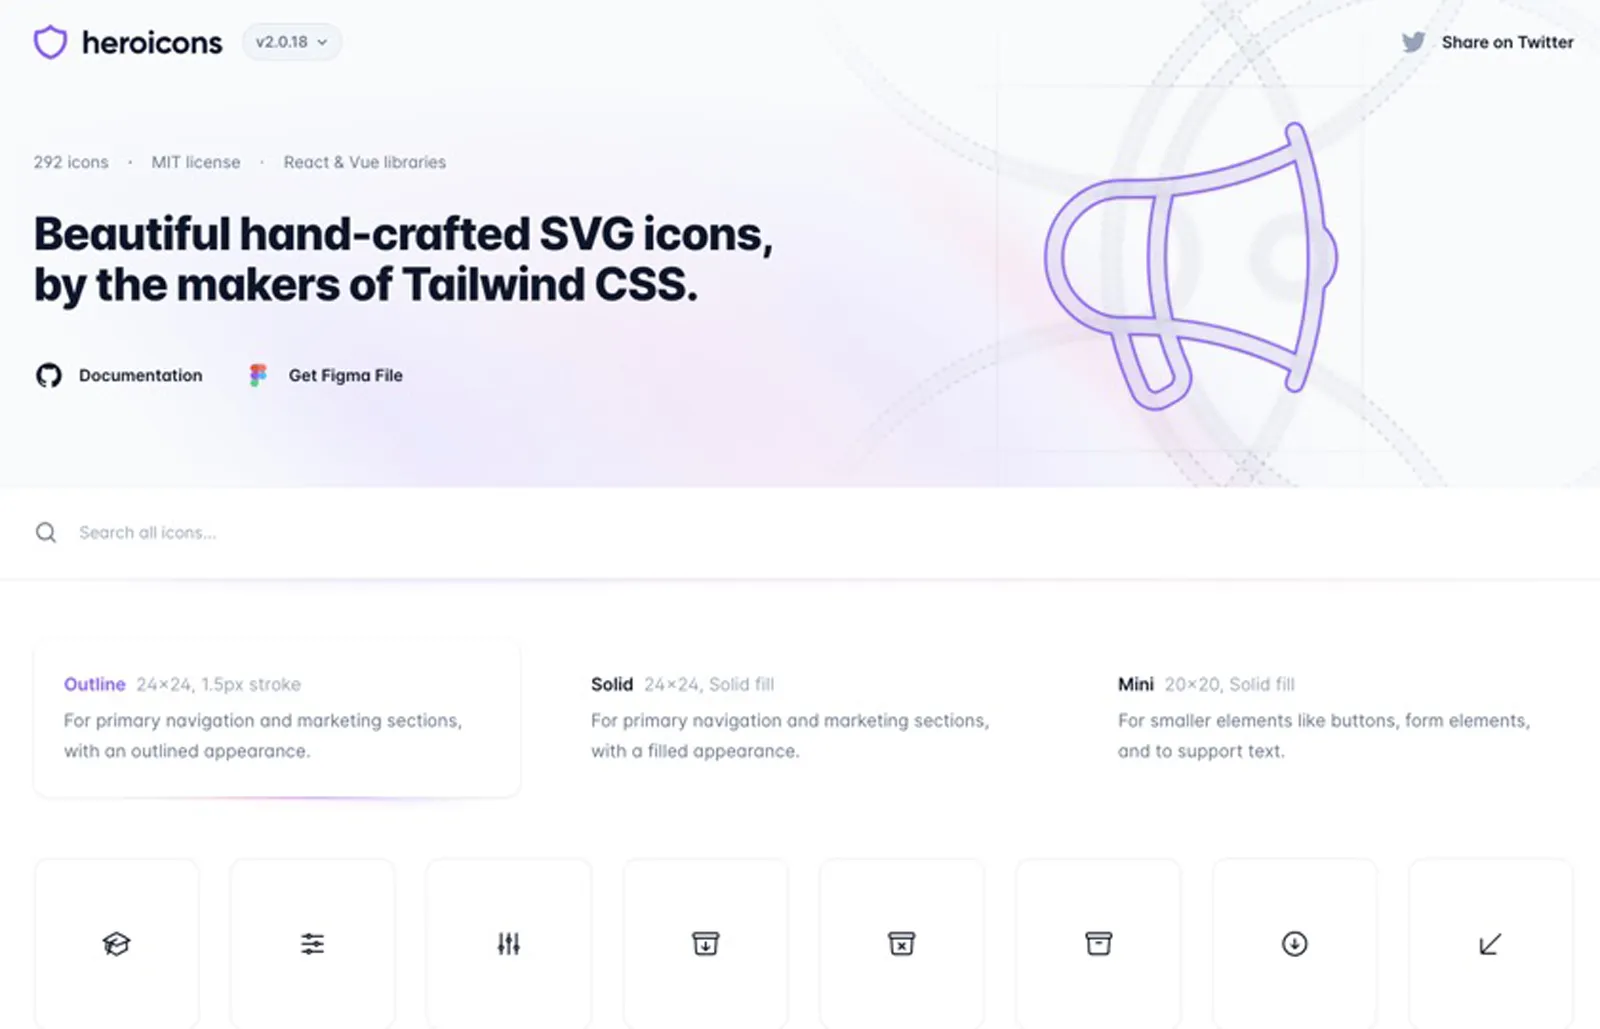 heroicons v2.0.18 Share on Twitter
292 icons · MIT license · React & Vue libraries
Beautiful hand-crafted SVG icons,
by the makers of Tailwind CSS.
Documentation Get Figma File
Search all icons...
Outline 24×24, 1.5px stroke
For primary navigation and marketing sections,
with an outlined appearance.
Solid 24×24, Solid fill
For primary navigation and marketing sections,
with a filled appearance.
Mini 20×20, Solid fill
For smaller elements like buttons, form elements,
and to support text.